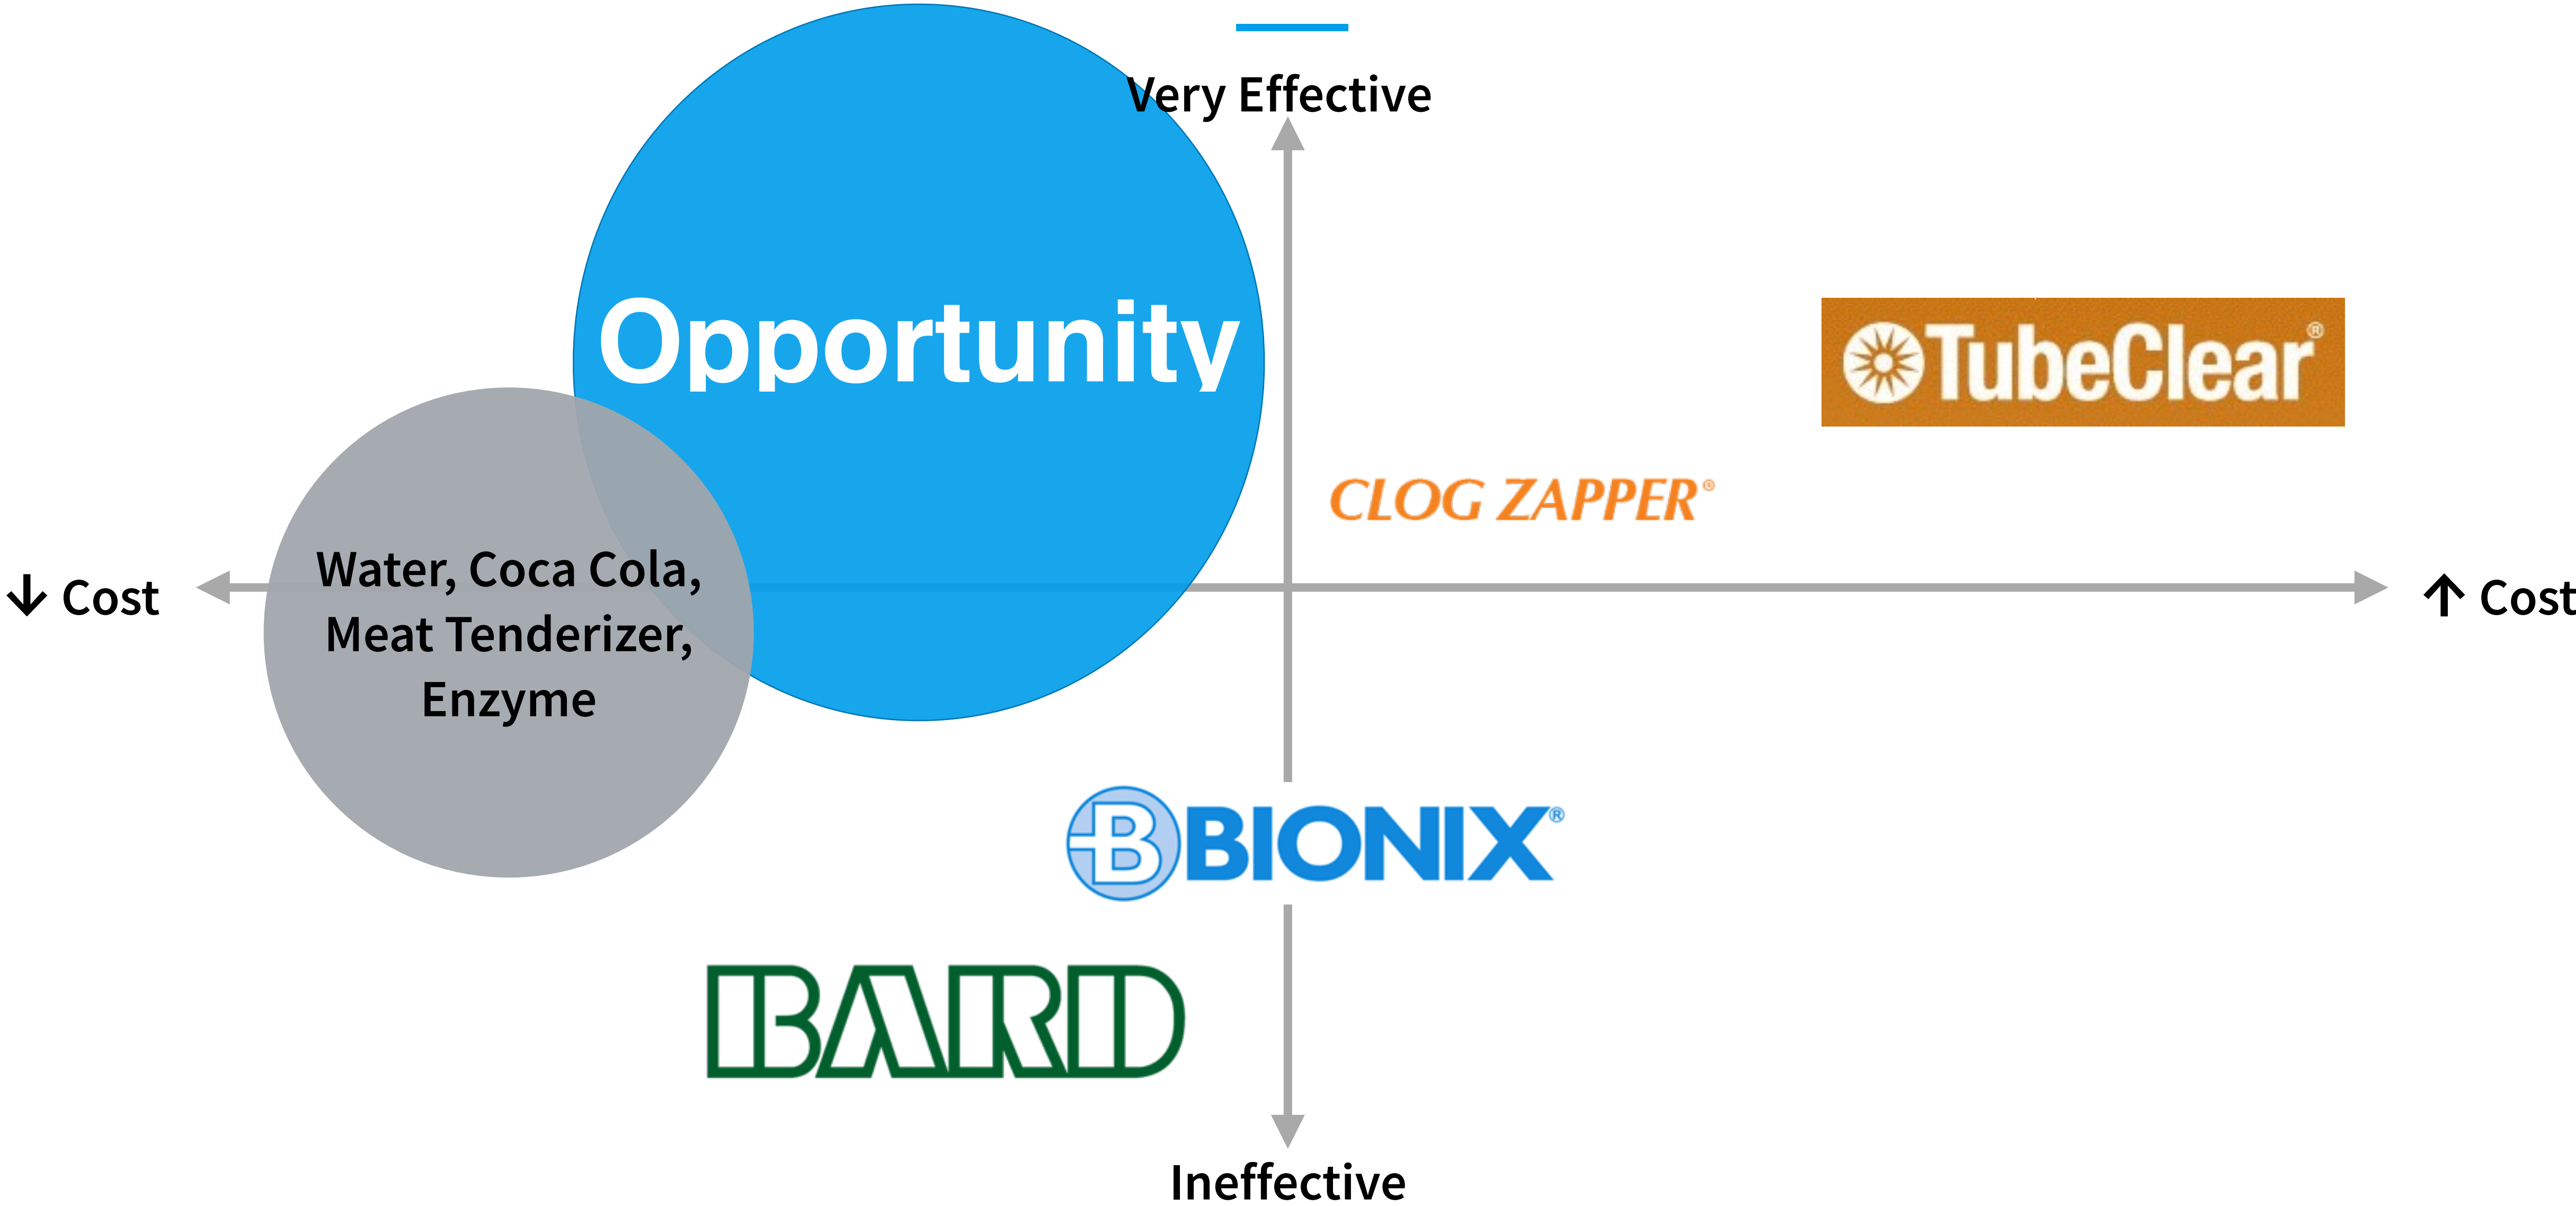 Very Effective
Opportunity
TubeClear®
CLOG ZAPPER®
↓ Cost
Water, Coca Cola,
Meat Tenderizer,
Enzyme
↑ Cost
B BIONIX®
BARD
Ineffective